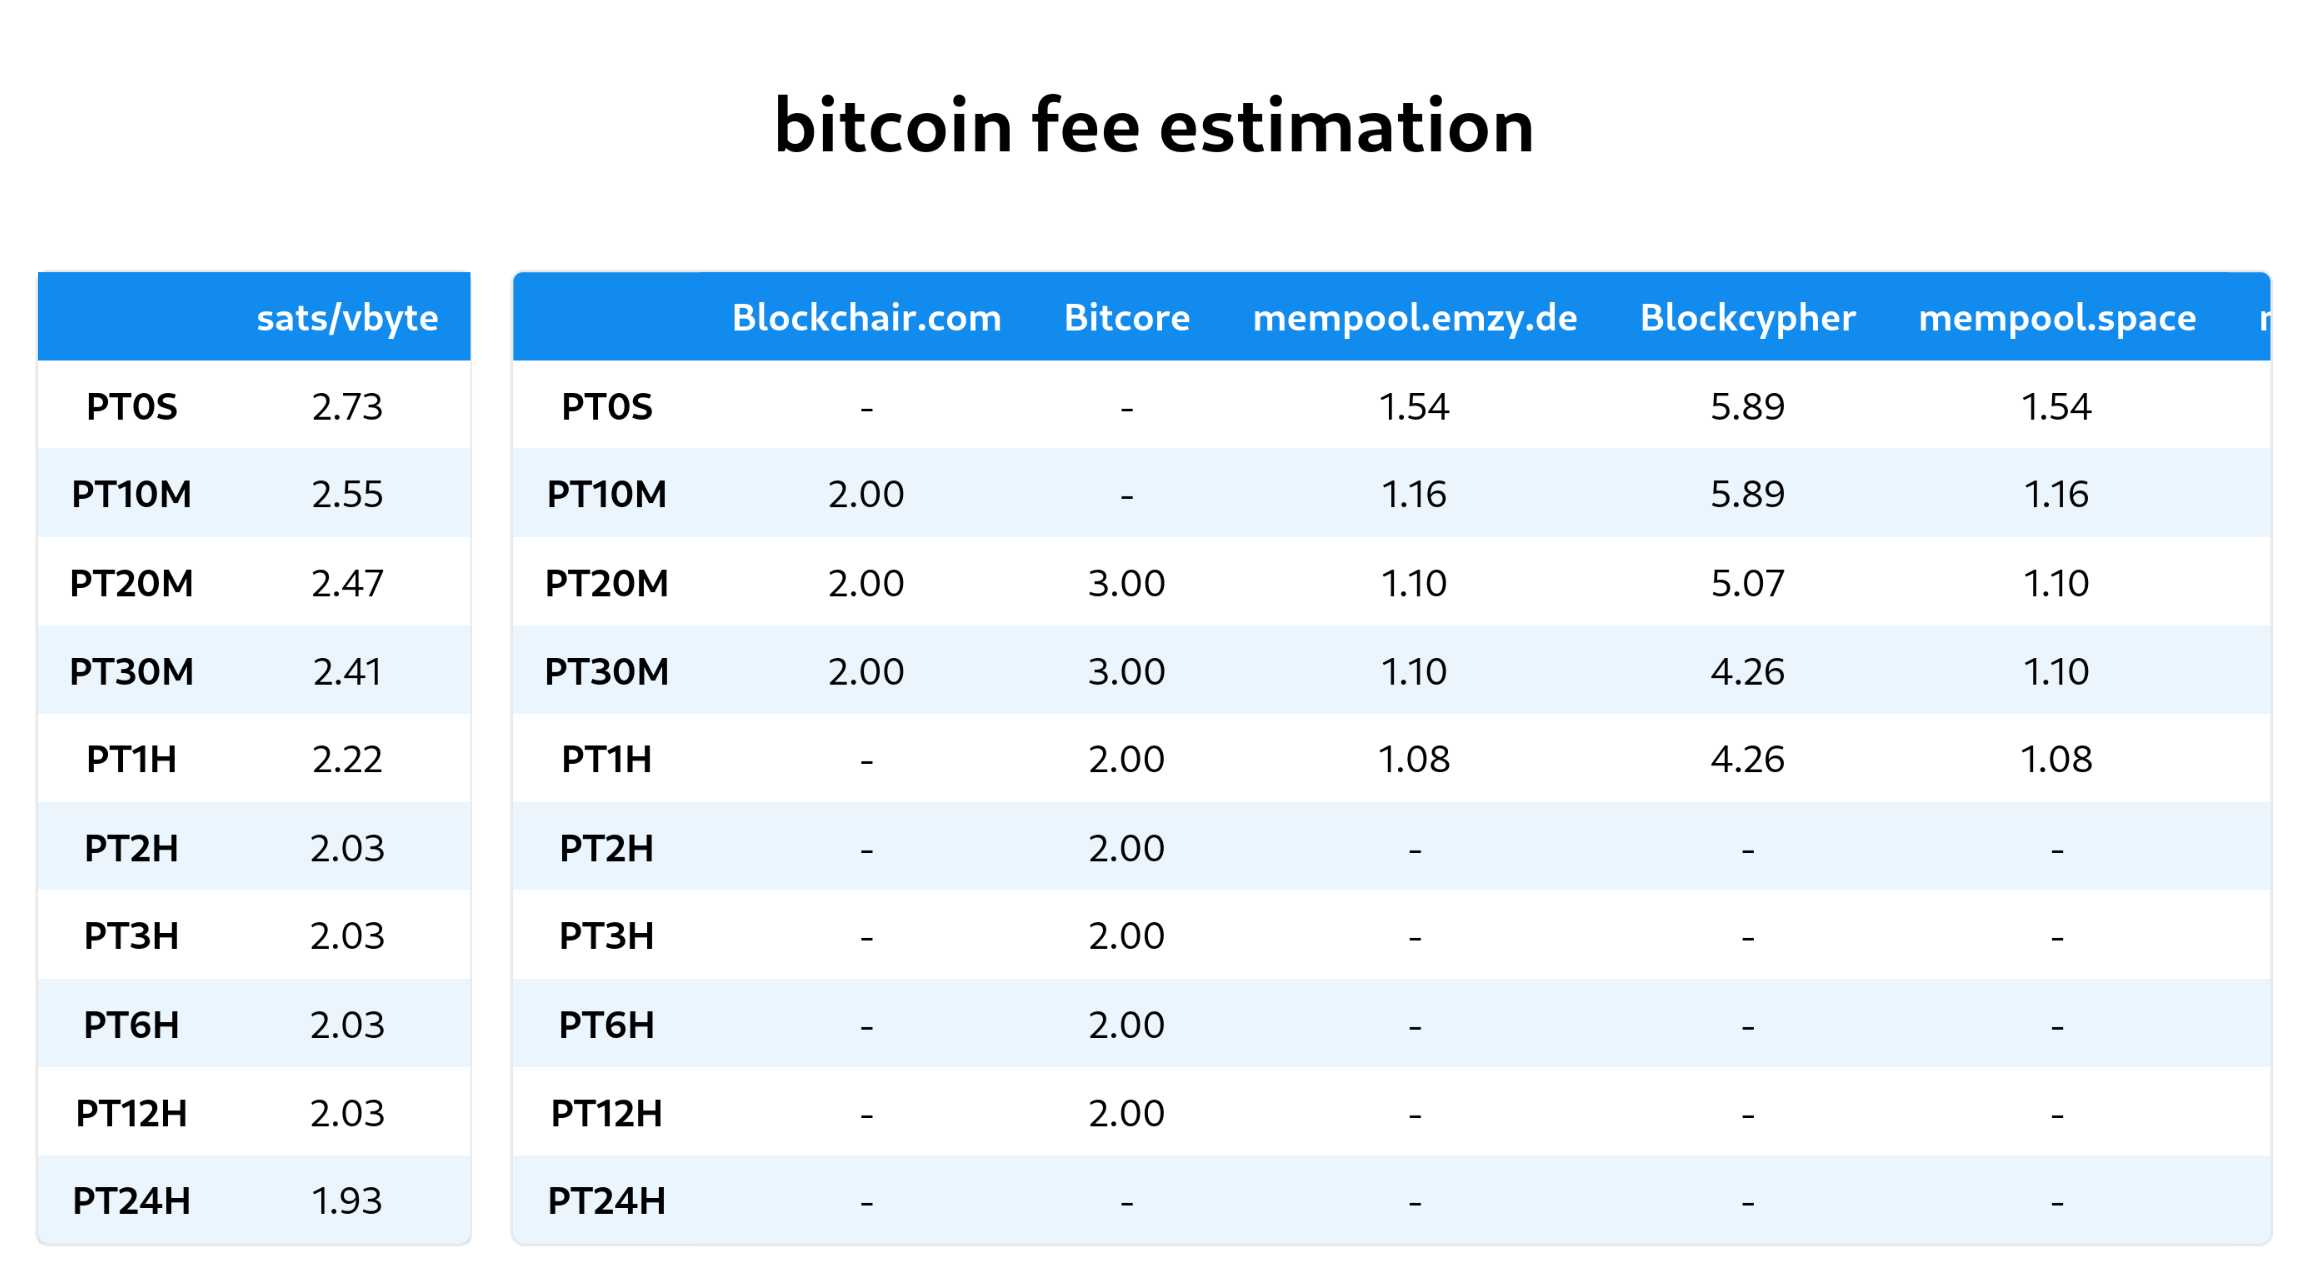 bitcoin fee estimation
sats/vbyte
PT0S 2.73
PT10M 2.55
PT20M 2.47
PT30M 2.41
PT1H 2.22
PT2H 2.03
PT3H 2.03
PT6H 2.03
PT12H 2.03
PT24H 1.93
Blockchair.com Bitcore mempool.emzy.de Blockcypher mempool.space
PT0S - - 1.54 5.89 1.54
PT10M 2.00 - 1.16 5.89 1.16
PT20M 2.00 3.00 1.10 5.07 1.10
PT30M 2.00 3.00 1.10 4.26 1.10
PT1H - 2.00 1.08 4.26 1.08
PT2H - 2.00 - - -
PT3H - 2.00 - - -
PT6H - 2.00 - - -
PT12H - 2.00 - - -
PT24H - - - - -